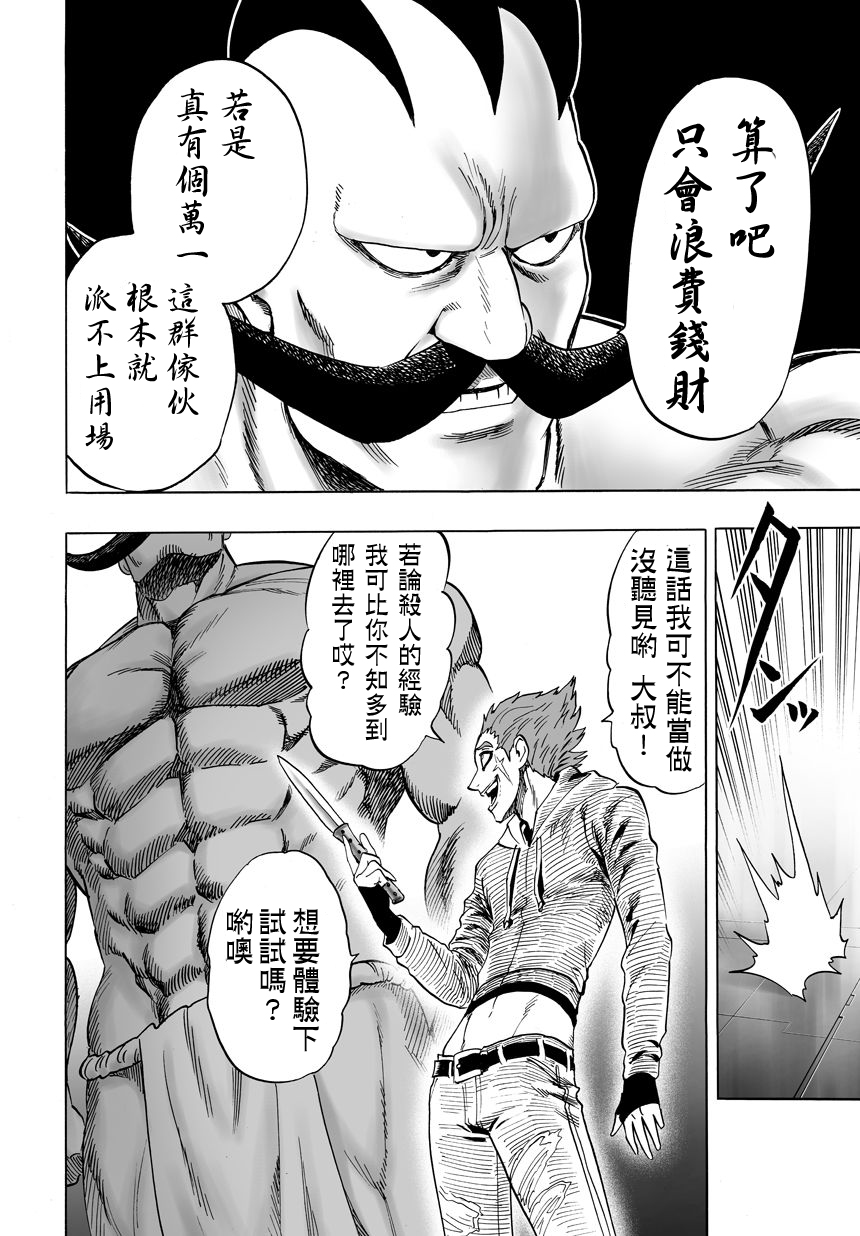 算了吧
只會浪費錢財
若是
真有個萬一
這群傢伙
根本就
派不上用場
タンッ
這話我可不能當做
沒聽見喲 大叔！
若論殺人的經驗
我可比你不知多到
哪裡去了哎？
想要體驗下
試試嗎？
喲噢